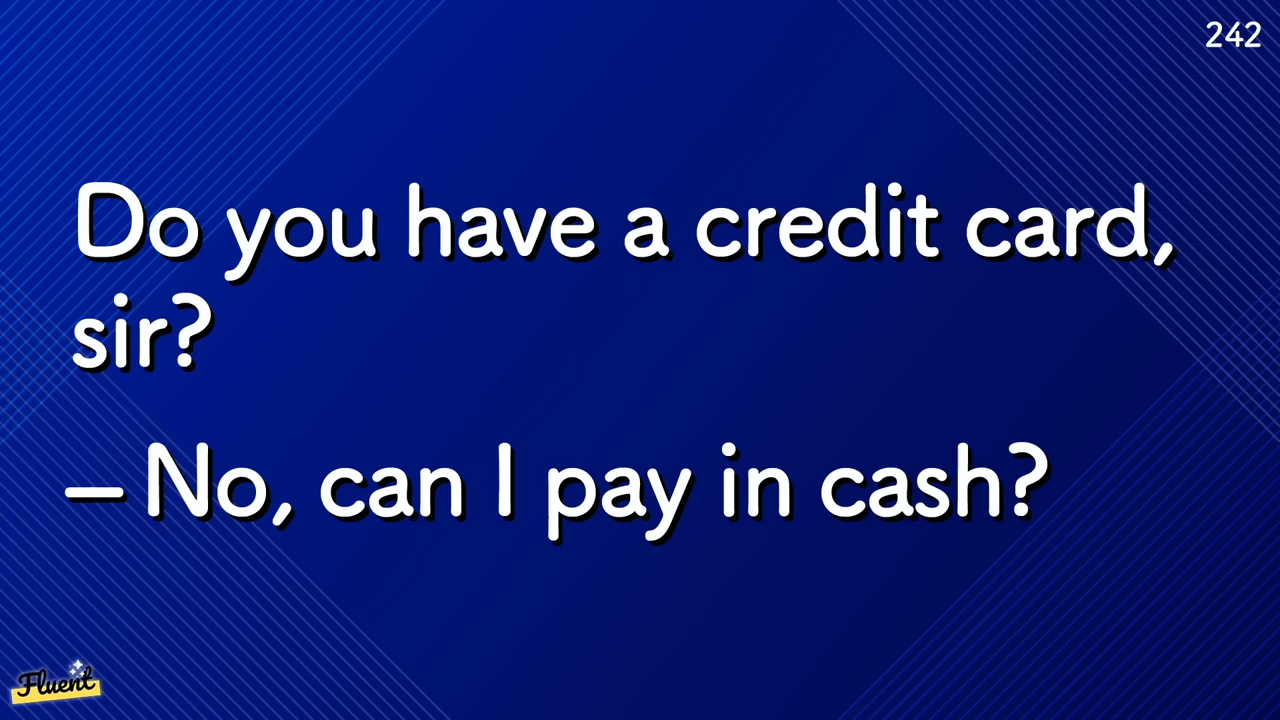 242
Do you have a credit card,
sir?
– No, can I pay in cash?
Fluent